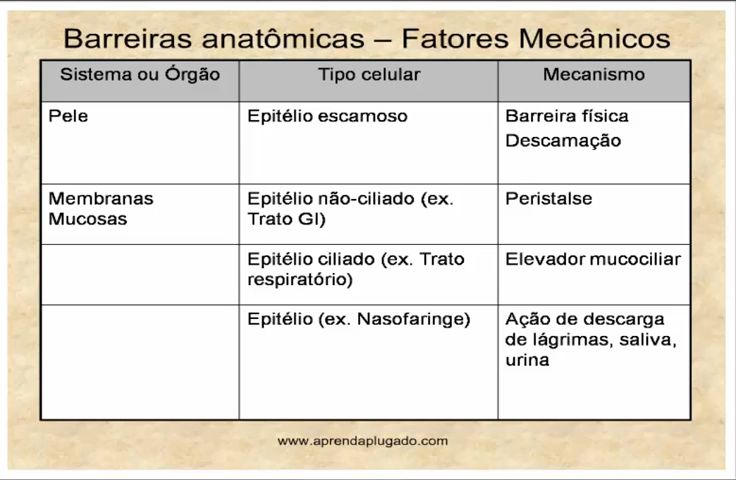 Barreiras anatômicas – Fatores Mecânicos
Sistema ou Órgão Tipo celular Mecanismo
Pele Epitélio escamoso Barreira física
Descamação
Membranas Epitélio não-ciliado (ex. Peristalse
Mucosas Trato GI)
Epitélio ciliado (ex. Trato Elevador mucociliar
respiratório)
Epitélio (ex. Nasofaringe) Ação de descarga
de lágrimas, saliva,
urina
www.aprendaplugado.com